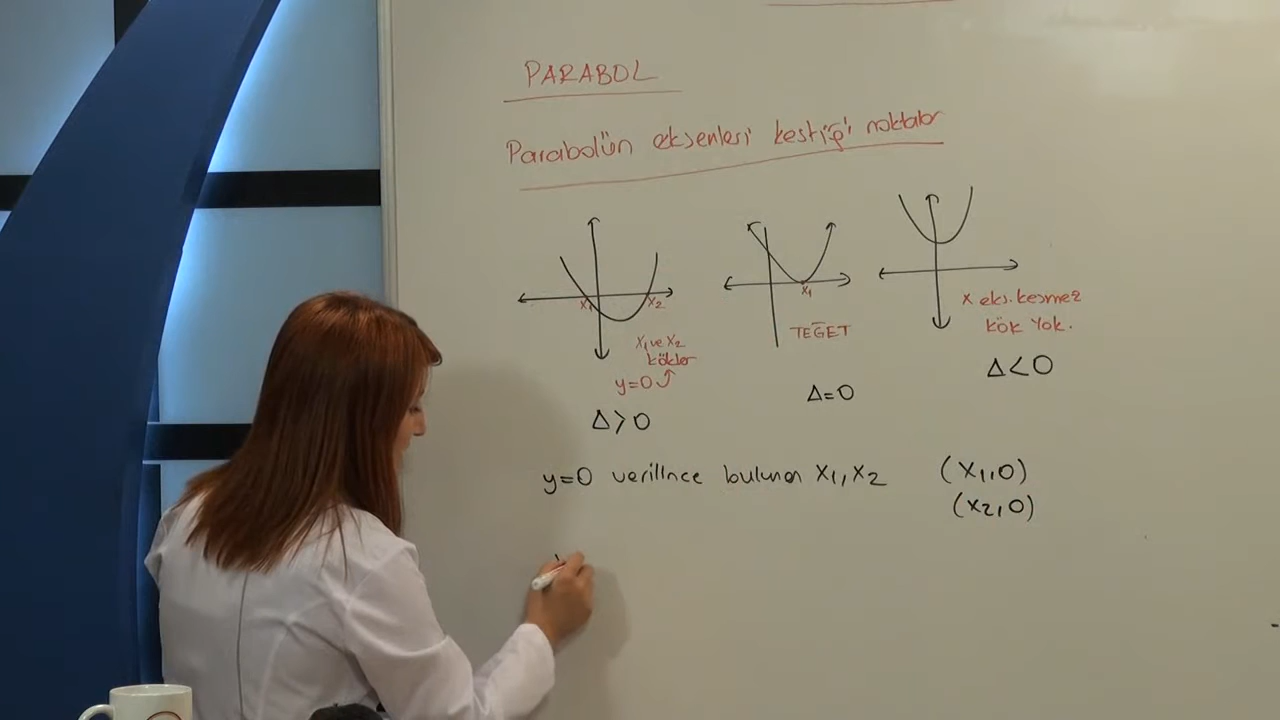 PARABOL
Parabolün eksenleri kestiği noktalar
x₁ x₂
x₁ ve x₂
kökler
y=0
Δ>0
x₁
TEĞET
Δ=0
x eks. kesmez
kök Yok.
Δ<0
y=0 verilince bulunan x₁, x₂ (x₁,0)
(x₂,0)